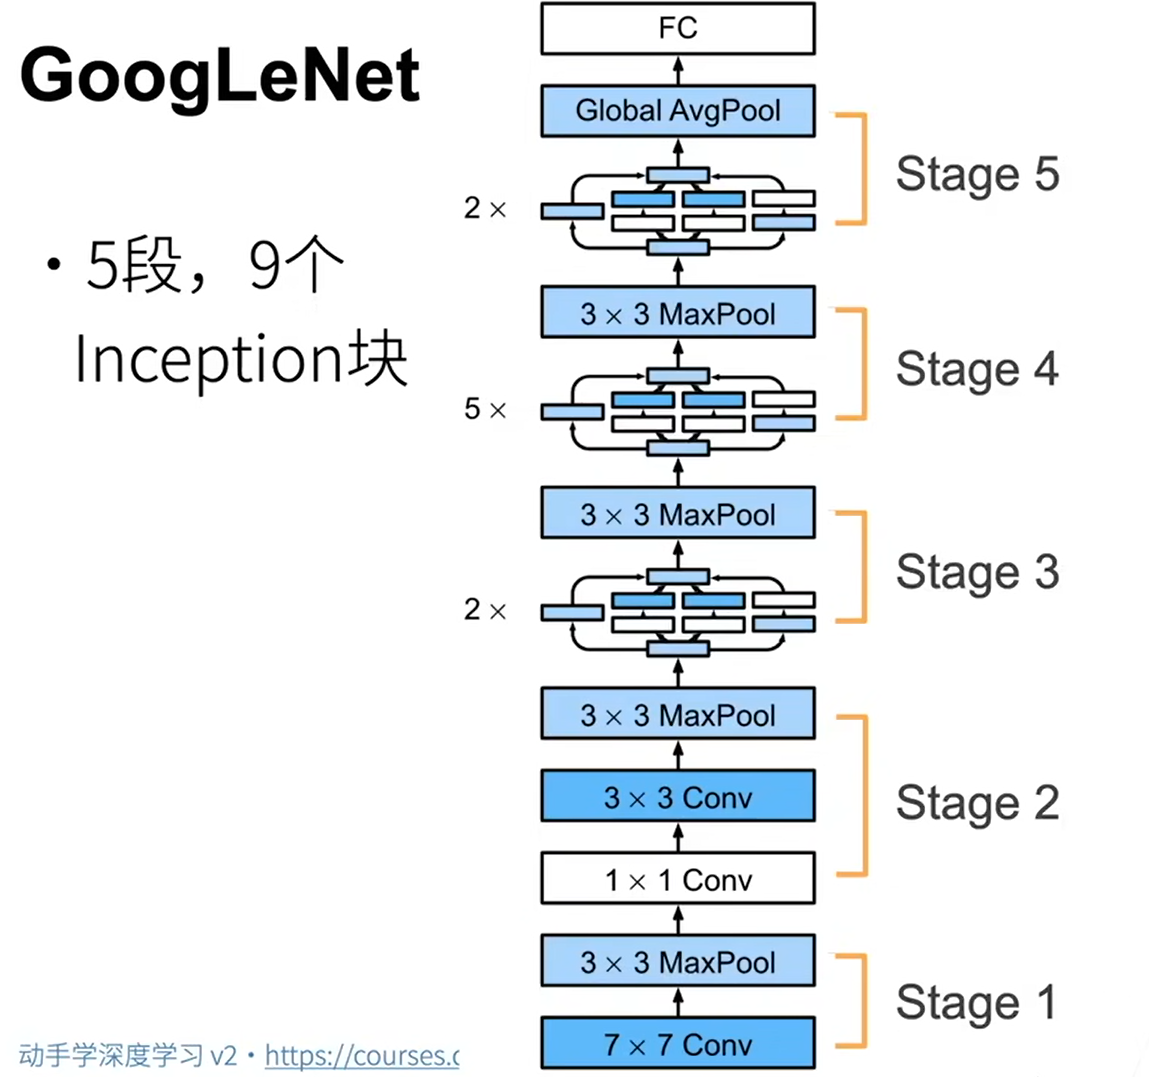 GoogLeNet
• 5段，9个
Inception块
FC
Global AvgPool
Stage 5
2 ×
3 × 3 MaxPool
Stage 4
5 ×
3 × 3 MaxPool
Stage 3
2 ×
3 × 3 MaxPool
3 × 3 Conv
Stage 2
1 × 1 Conv
3 × 3 MaxPool
Stage 1
7 × 7 Conv
动手学深度学习 v2 • https://courses.